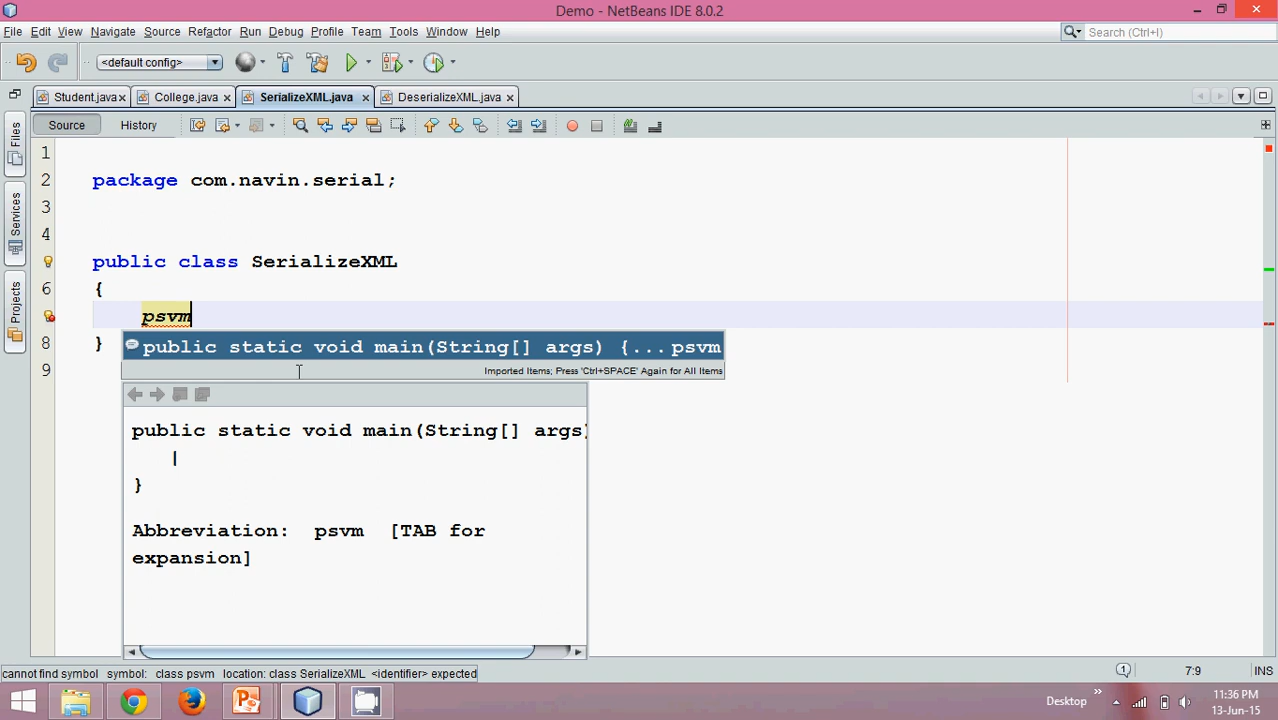 Demo - NetBeans IDE 8.0.2
File Edit View Navigate Source Refactor Run Debug Profile Team Tools Window Help
Search (Ctrl+I)
<default config>
Student.java College.java SerializeXML.java DeserializeXML.java
Source History
Files
Services
Projects
1
2 package com.navin.serial;
3
4
public class SerializeXML
6 {
psvm
8 }
9
public static void main(String[] args) {... psvm
Imported Items; Press 'Ctrl+SPACE' Again for All Items
public static void main(String[] args)
|
}
Abbreviation: psvm [TAB for
expansion]
cannot find symbol symbol: class psvm location: class SerializeXML <identifier> expected
1 7:9 INS
Desktop
11:36 PM
13-Jun-15